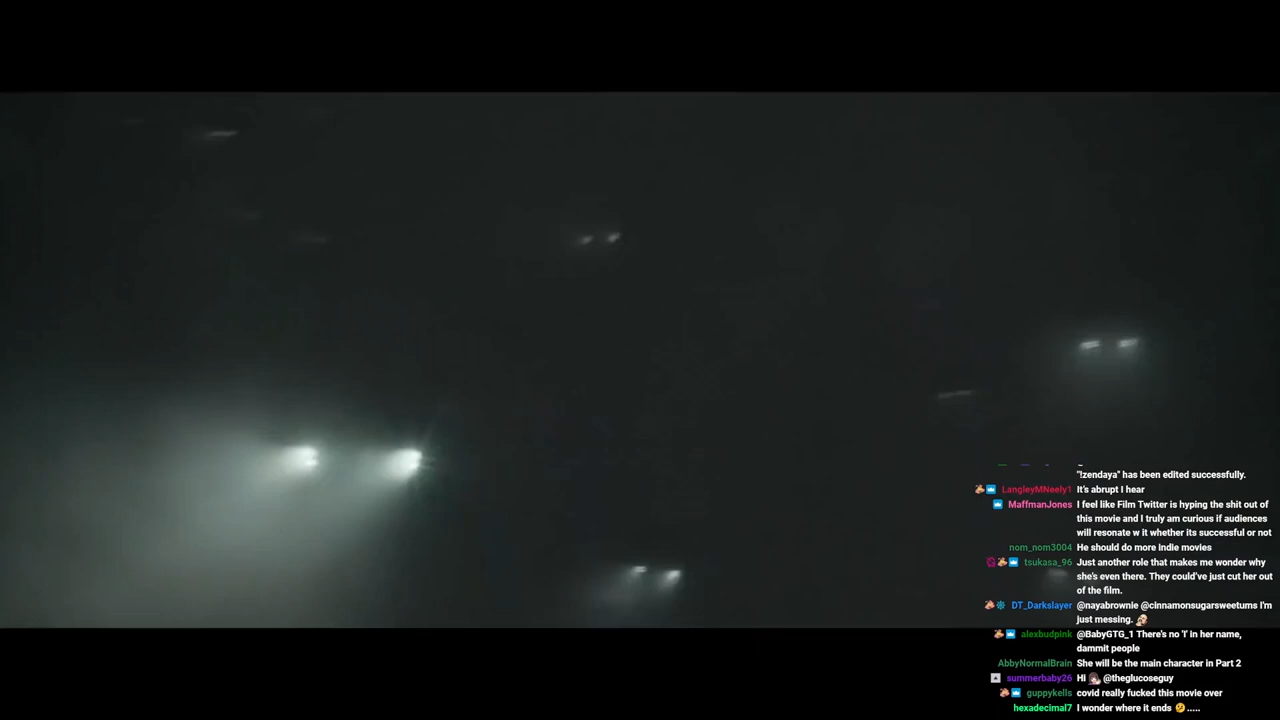 "!zendaya" has been edited successfully.
LangleyMNeely1 It's abrupt I hear
MaffmanJones I feel like Film Twitter is hyping the shit out of
this movie and I truly am curious if audiences
will resonate w it whether its successful or not
nom_nom3004 He should do more indie movies
tsukasa_96 Just another role that makes me wonder why
she's even there. They could've just cut her out
of the film.
DT_Darkslayer @nayabrownie @cinnamonsugarsweetums I'm
just messing.
alexbudpink @BabyGTG_1 There's no 'I' in her name,
dammit people
AbbyNormalBrain She will be the main character in Part 2
summerbaby26 Hi @theglucoseguy
guppykells covid really fucked this movie over
hexadecimal7 I wonder where it ends 🤣.....